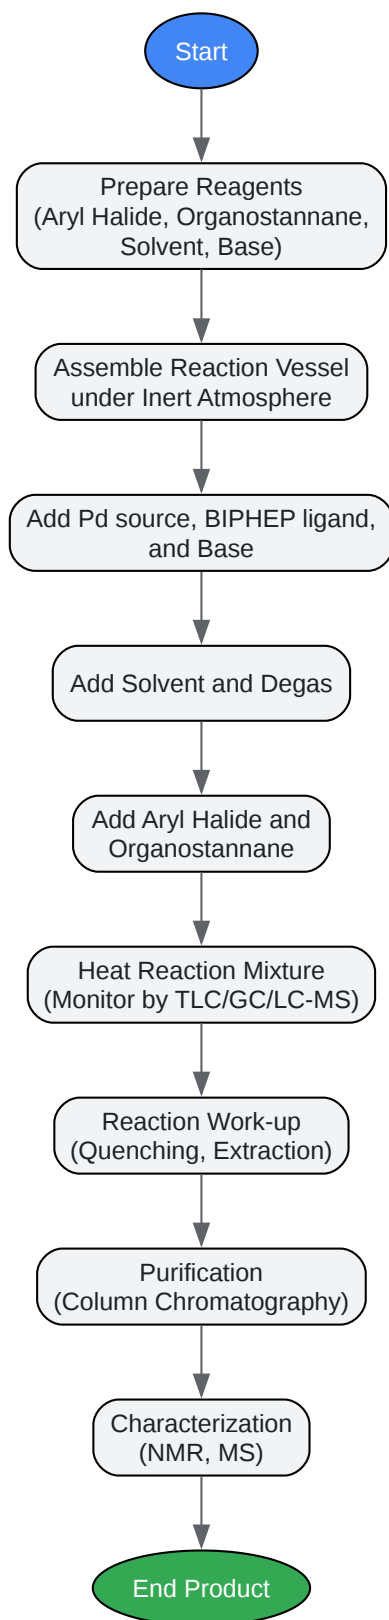 Start
Prepare Reagents
(Aryl Halide, Organostannane,
Solvent, Base)
Assemble Reaction Vessel
under Inert Atmosphere
Add Pd source, BIPHEP ligand,
and Base
Add Solvent and Degas
Add Aryl Halide and
Organostannane
Heat Reaction Mixture
(Monitor by TLC/GC/LC-MS)
Reaction Work-up
(Quenching, Extraction)
Purification
(Column Chromatography)
Characterization
(NMR, MS)
End Product